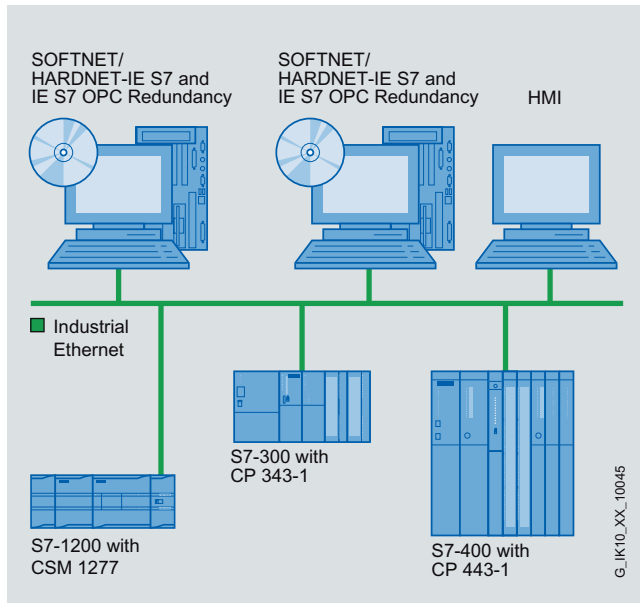 SOFTNET/
HARDNET-IE S7 and
IE S7 OPC Redundancy
SOFTNET/
HARDNET-IE S7 and
IE S7 OPC Redundancy
HMI
Industrial
Ethernet
S7-300 with
CP 343-1
S7-1200 with
CSM 1277
S7-400 with
CP 443-1
G_IK10_XX_10045